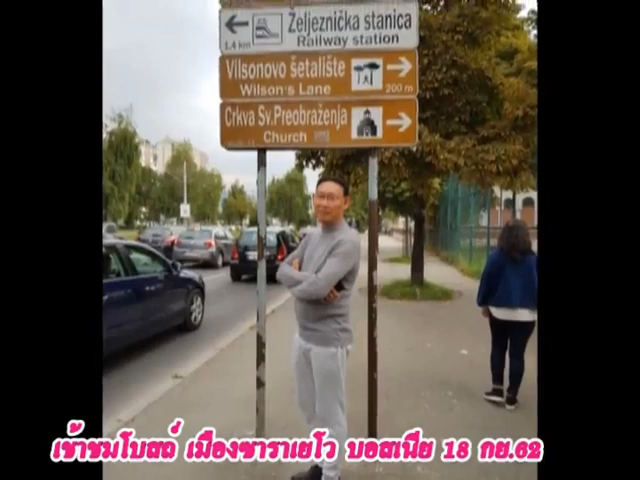 Željeznička stanica
1.4 km Railway station
Vilsonovo šetalište
Wilson's Lane 200 m
Crkva Sv.Preobraženja
Church
เข้าชมโบสถ์ เมืองซาราเยโว บอสเนีย 18 กย.62